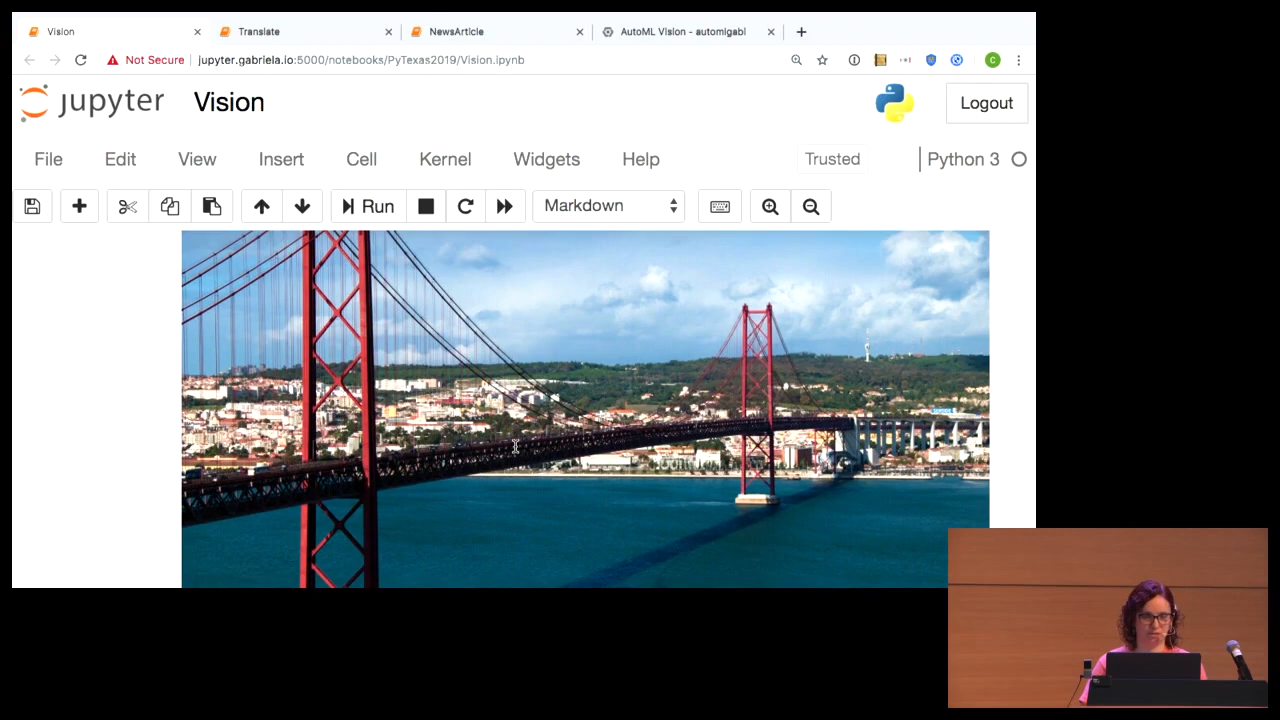 Vision
Translate
NewsArticle
AutoML Vision - automlgabl
Not Secure
jupyter.gabriela.io:5000/notebooks/PyTexas2019/Vision.ipynb
C
jupyter
Vision
Logout
File
Edit
View
Insert
Cell
Kernel
Widgets
Help
Trusted
Python 3
Run
Markdown